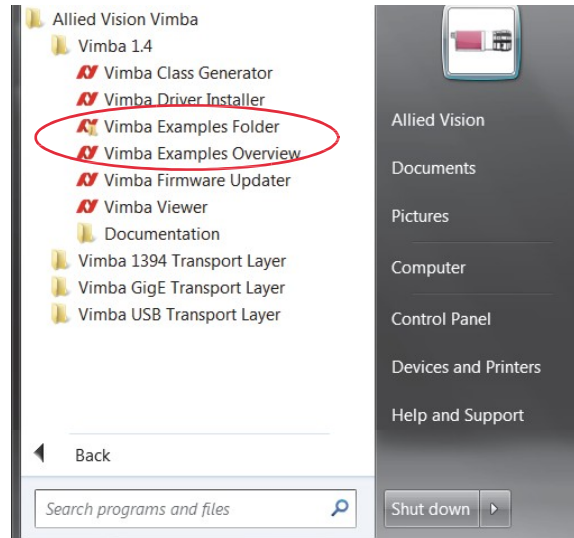 Allied Vision Vimba
Vimba 1.4
Vimba Class Generator
Vimba Driver Installer
Vimba Examples Folder
Vimba Examples Overview
Vimba Firmware Updater
Vimba Viewer
Documentation
Vimba 1394 Transport Layer
Vimba GigE Transport Layer
Vimba USB Transport Layer
Back
Search programs and files
Allied Vision
Documents
Pictures
Computer
Control Panel
Devices and Printers
Help and Support
Shut down